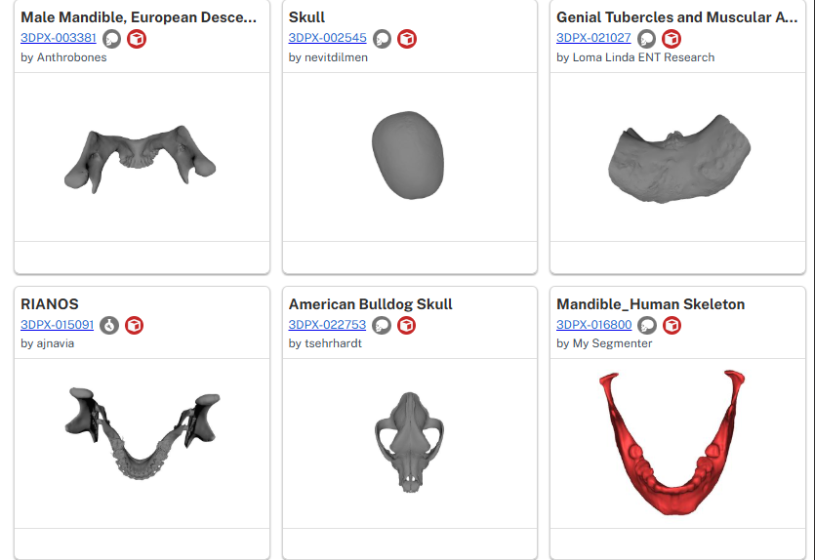 Male Mandible, European Desce...
3DPX-003381
by Anthrobones
Skull
3DPX-002545
by nevitdilmen
Genial Tubercles and Muscular A...
3DPX-021027
by Loma Linda ENT Research
RIANOS
3DPX-015091
by ajnavia
American Bulldog Skull
3DPX-022753
by tsehrhardt
Mandible_Human Skeleton
3DPX-016800
by My Segmenter